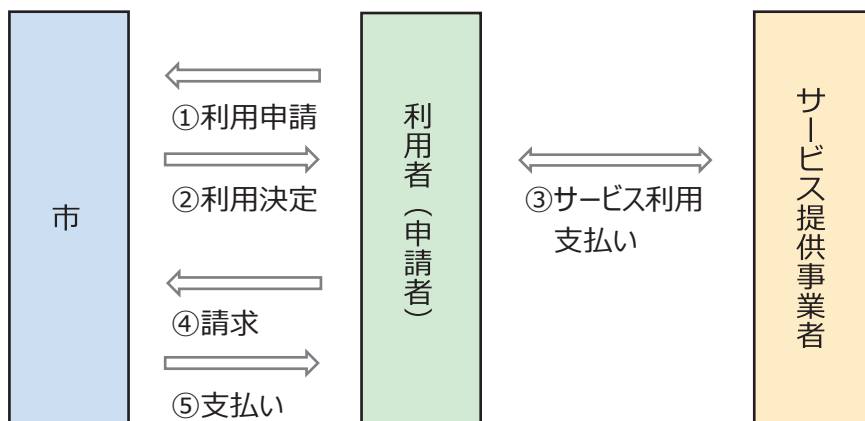 市
①利用申請
②利用決定
④請求
⑤支払い
利用者（申請者）
③サービス利用
支払い
サービス提供事業者